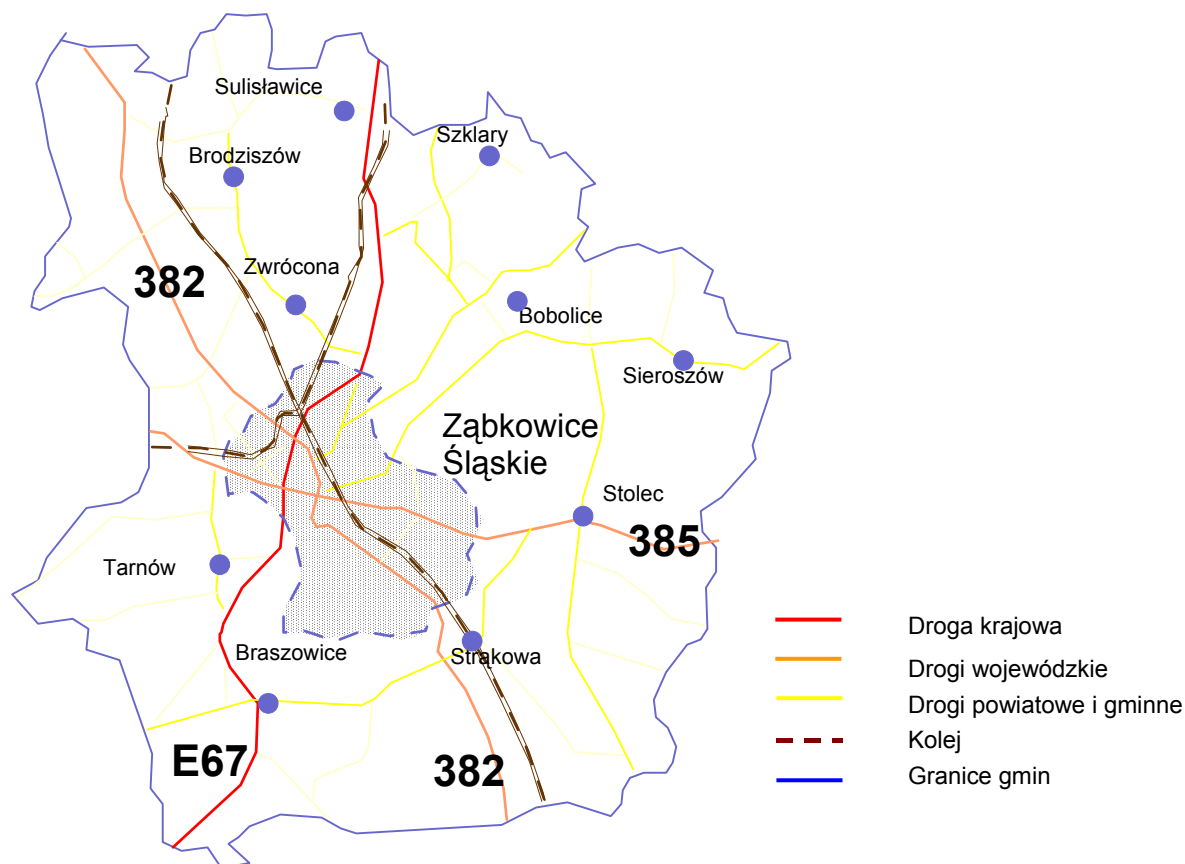 Sulisławice
Szklary
Brodziszów
Zwrócona
382
Bobolice
Sieroszów
Ząbkowice
Śląskie
Stolec
385
Tarnów
Braszowice
Strąkowa
E67
382
Droga krajowa
Drogi wojewódzkie
Drogi powiatowe i gminne
Kolej
Granice gmin